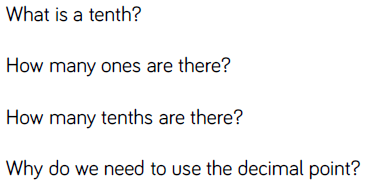 What is a tenth?
How many ones are there?
How many tenths are there?
Why do we need to use the decimal point?